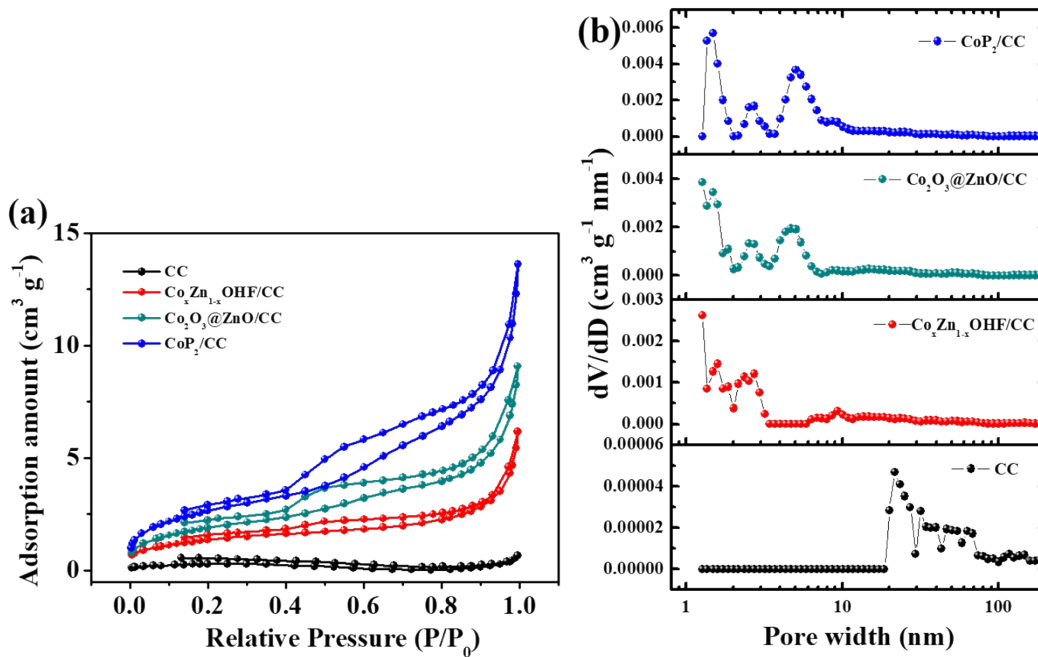 (a)
15
10
5
0
Adsorption amount (cm³ g⁻¹)
CC
CoₓZn₁₋ₓOHF/CC
Co₂O₃@ZnO/CC
CoP₂/CC
0.0 0.2 0.4 0.6 0.8 1.0
Relative Pressure (P/P₀)
(b)
0.006
0.004
0.002
0.000
CoP₂/CC
0.004
0.002
0.000
Co₂O₃@ZnO/CC
0.003
0.002
0.001
0.000
CoₓZn₁₋ₓOHF/CC
0.00006
0.00004
0.00002
0.00000
CC
dV/dD (cm³ g⁻¹ nm⁻¹)
1 10 100
Pore width (nm)